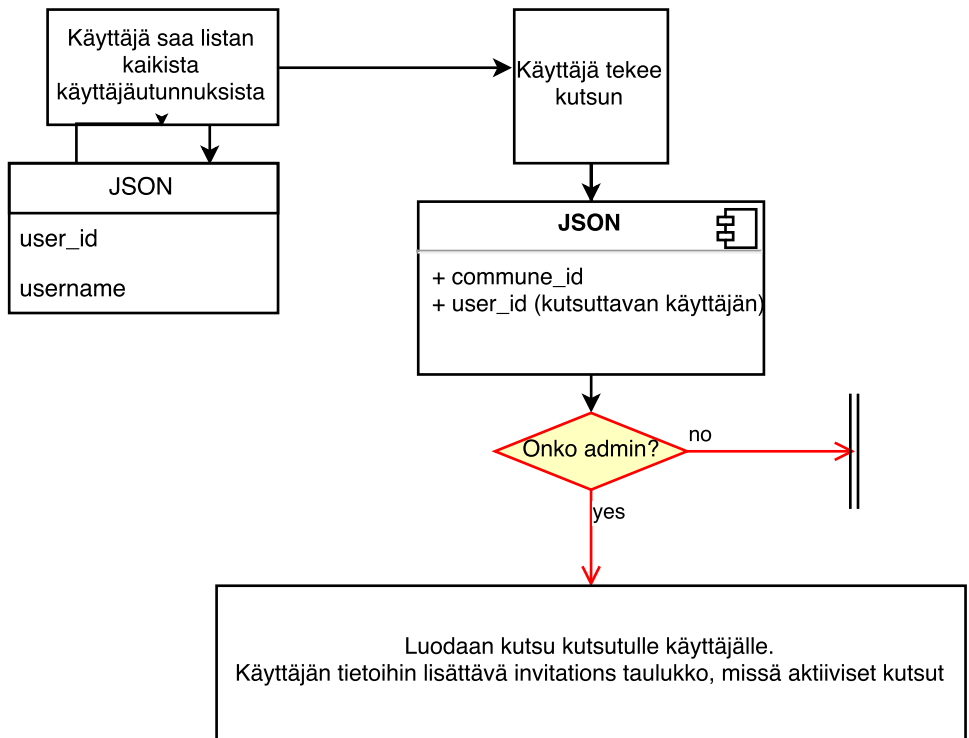 Käyttäjä saa listan
kaikista
käyttäjäutunnuksista
Käyttäjä tekee
kutsun
JSON
user_id
username
JSON
+ commune_id
+ user_id (kutsuttavan käyttäjän)
Onko admin?
no
yes
Luodaan kutsu kutsutulle käyttäjälle.
Käyttäjän tietoihin lisättävä invitations taulukko, missä aktiiviset kutsut